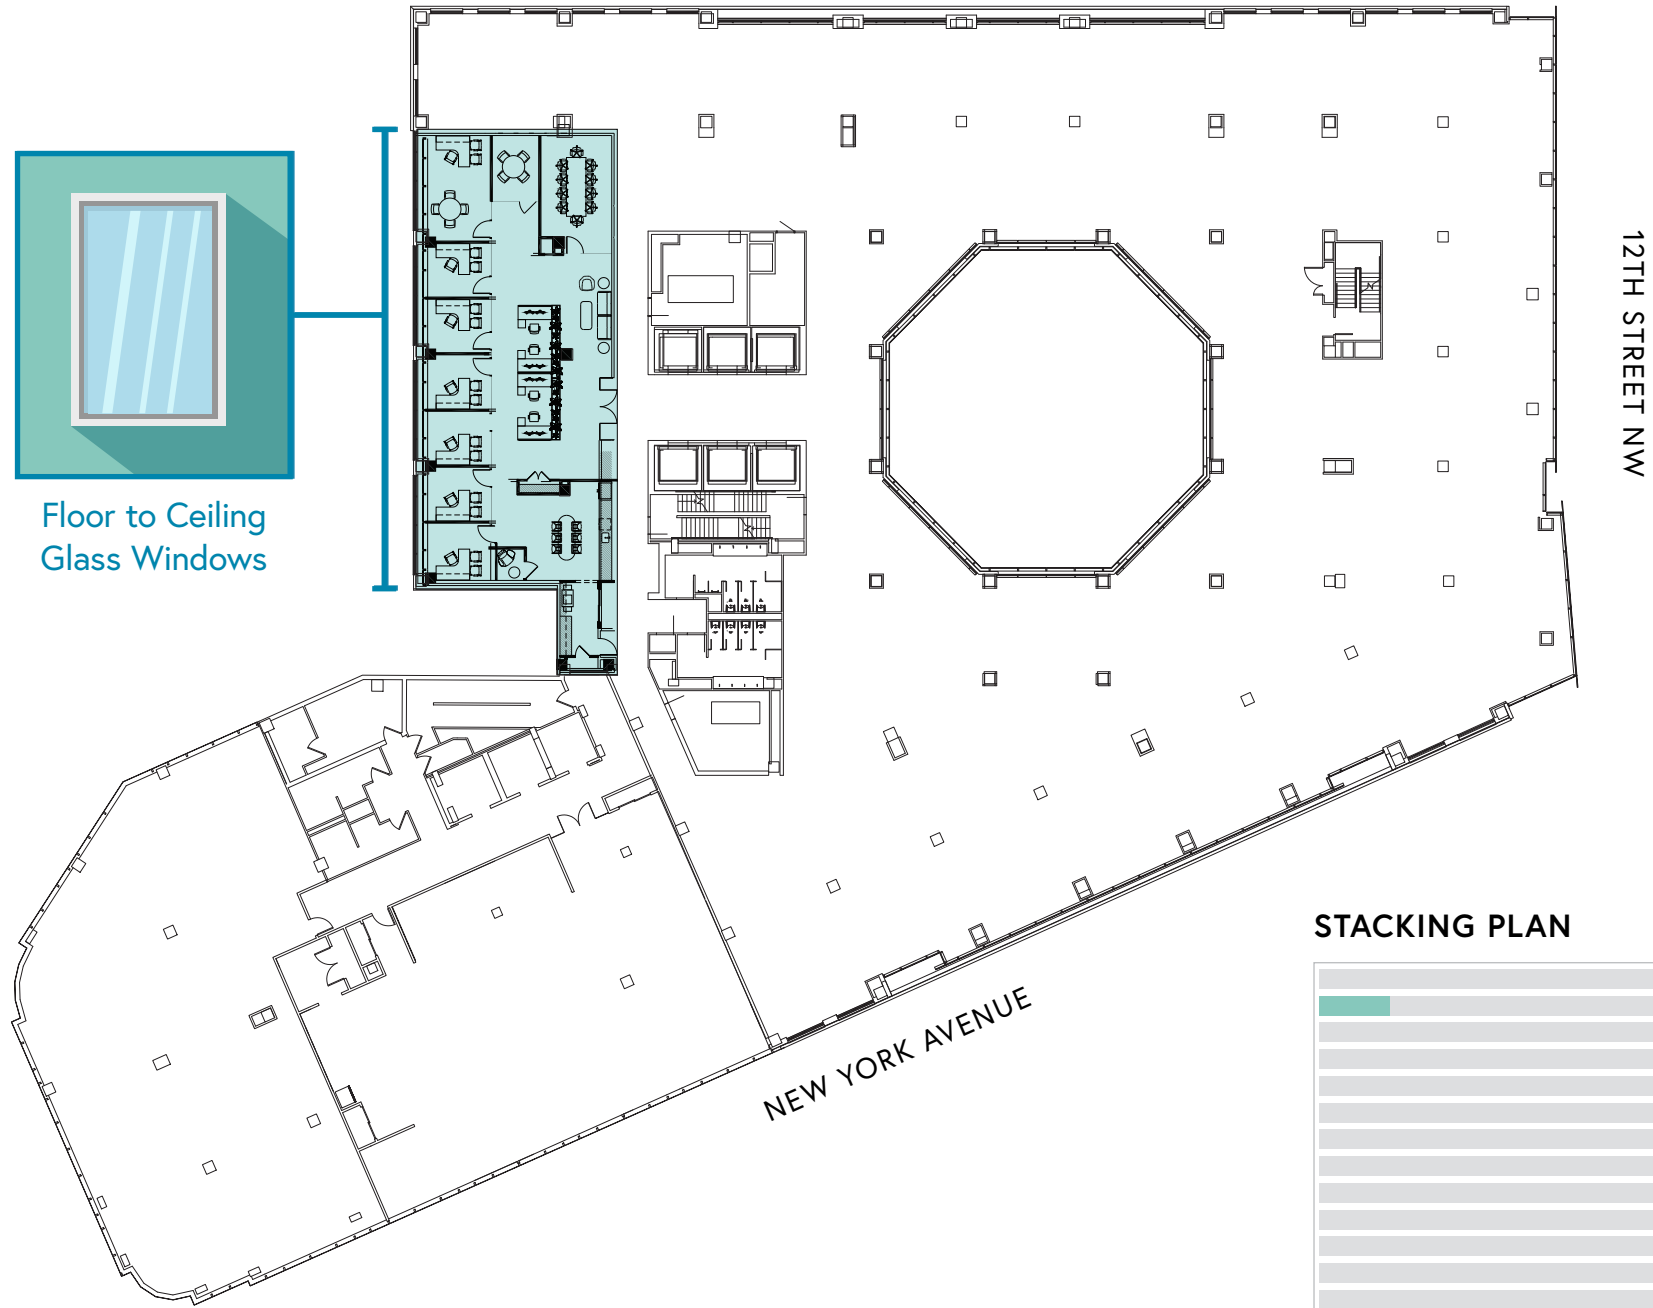 12TH STREET NW
Floor to Ceiling
Glass Windows
STACKING PLAN
NEW YORK AVENUE